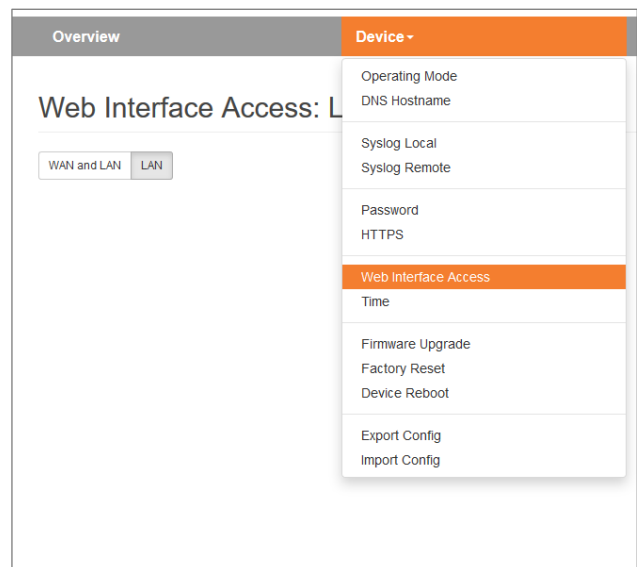 Overview
Device
Web Interface Access: L
WAN and LAN
LAN
Operating Mode
DNS Hostname
Syslog Local
Syslog Remote
Password
HTTPS
Web Interface Access
Time
Firmware Upgrade
Factory Reset
Device Reboot
Export Config
Import Config